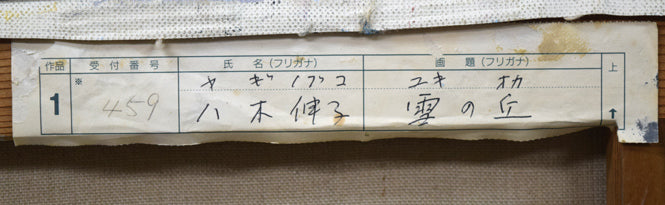 作品 受付番号 氏名(フリガナ) 画題(フリガナ) 上
※ ヤギ ノブコ ユキ オカ
1 459 八木伸子 雪の丘 ↑